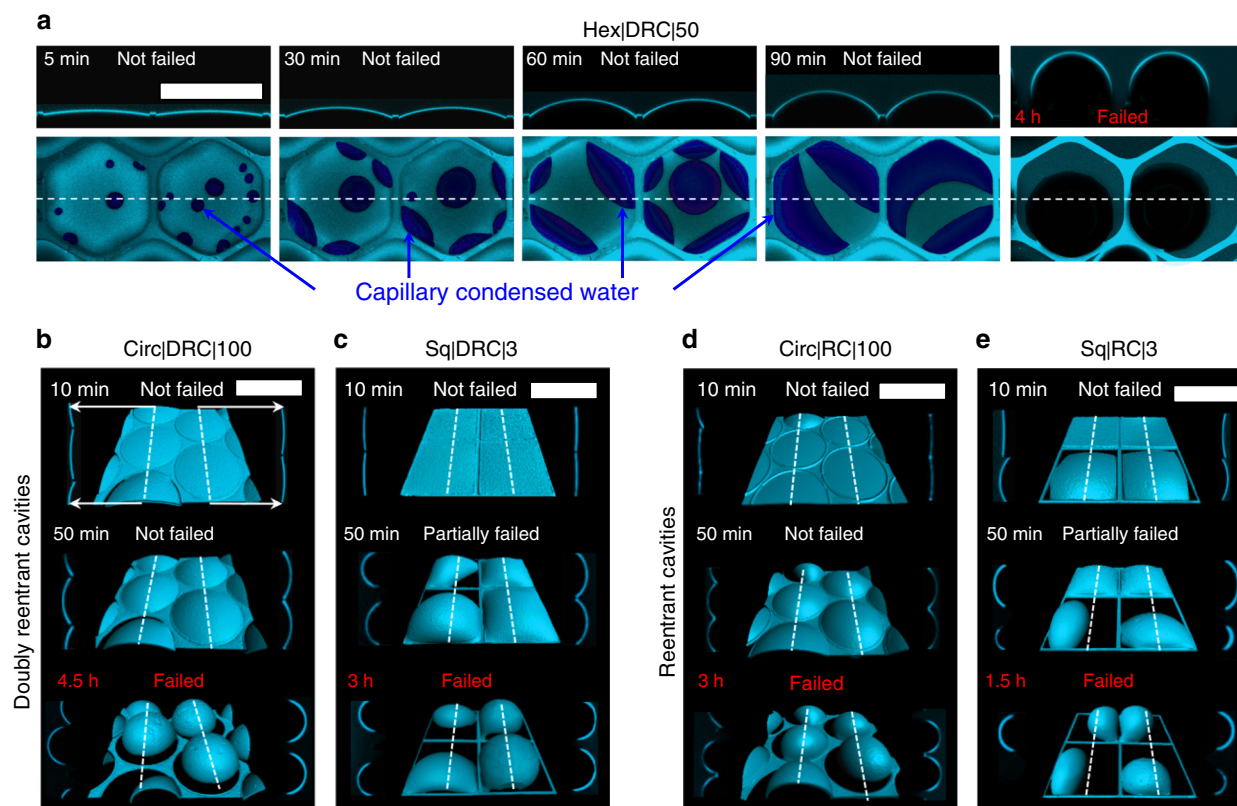 a
Hex|DRC|50
5 min Not failed
30 min Not failed
60 min Not failed
90 min Not failed
4 h Failed
Capillary condensed water
b
Circ|DRC|100
c
Sq|DRC|3
d
Circ|RC|100
e
Sq|RC|3
Doubly reentrant cavities
10 min Not failed
50 min Not failed
4.5 h Failed
10 min Not failed
50 min Partially failed
3 h Failed
Reentrant cavities
10 min Not failed
50 min Not failed
3 h Failed
10 min Not failed
50 min Partially failed
1.5 h Failed